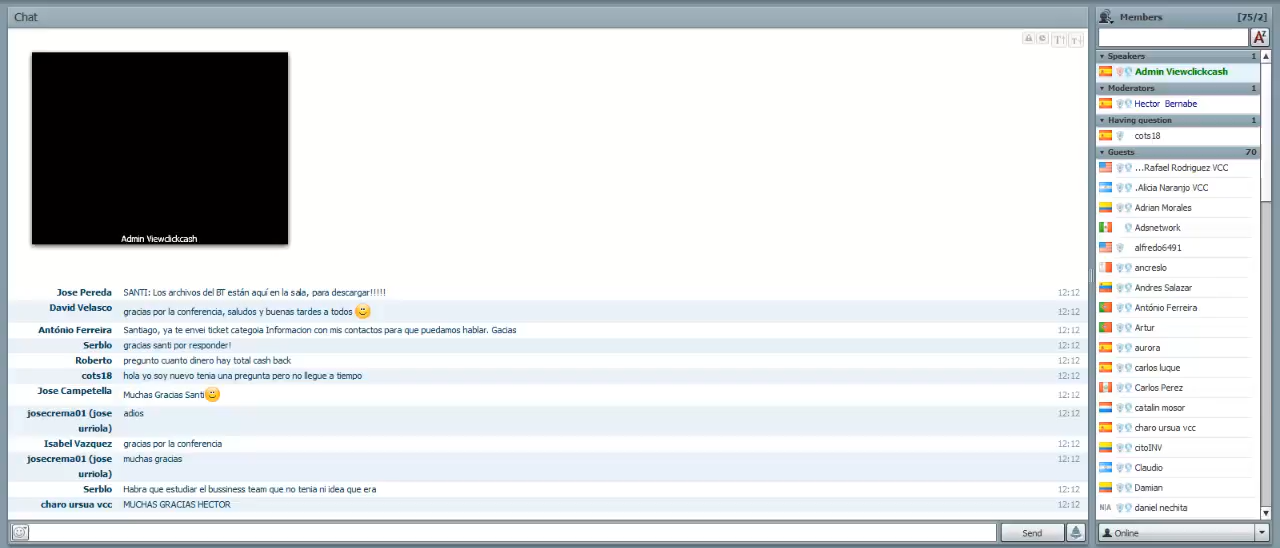 Chat
Admin Viewclickcash
Jose Pereda SANTI: Los archivos del BT están aquí en la sala, para descargar!!!!! 12:12
David Velasco gracias por la conferencia, saludos y buenas tardes a todos 12:12
António Ferreira Santiago, ya te envei ticket categoia Informacion con mis contactos para que puedamos hablar. Gacias 12:12
Serblo gracias santi por responder! 12:12
Roberto pregunto cuanto dinero hay total cash back 12:12
cots18 hola yo soy nuevo tenia una pregunta pero no llegue a tiempo 12:12
Jose Campetella Muchas Gracias Santi 12:12
josecrema01 (jose adios 12:12
urriola)
Isabel Vazquez gracias por la conferencia 12:12
josecrema01 (jose muchas gracias 12:12
urriola)
Serblo Habra que estudiar el bussiness team que no tenia ni idea que era 12:12
charo ursua vcc MUCHAS GRACIAS HECTOR 12:12
Send
Members [75/2]
Speakers 1
Admin Viewclickcash
Moderators 1
Hector Bernabe
Having question 1
cots18
Guests 70
...Rafael Rodriguez VCC
.Alicia Naranjo VCC
Adrian Morales
Adsnetwork
alfredo6491
ancreslo
Andres Salazar
António Ferreira
Artur
aurora
carlos luque
Carlos Perez
catalin mosor
charo ursua vcc
citoINV
Claudio
Damian
N/A daniel nechita
Online